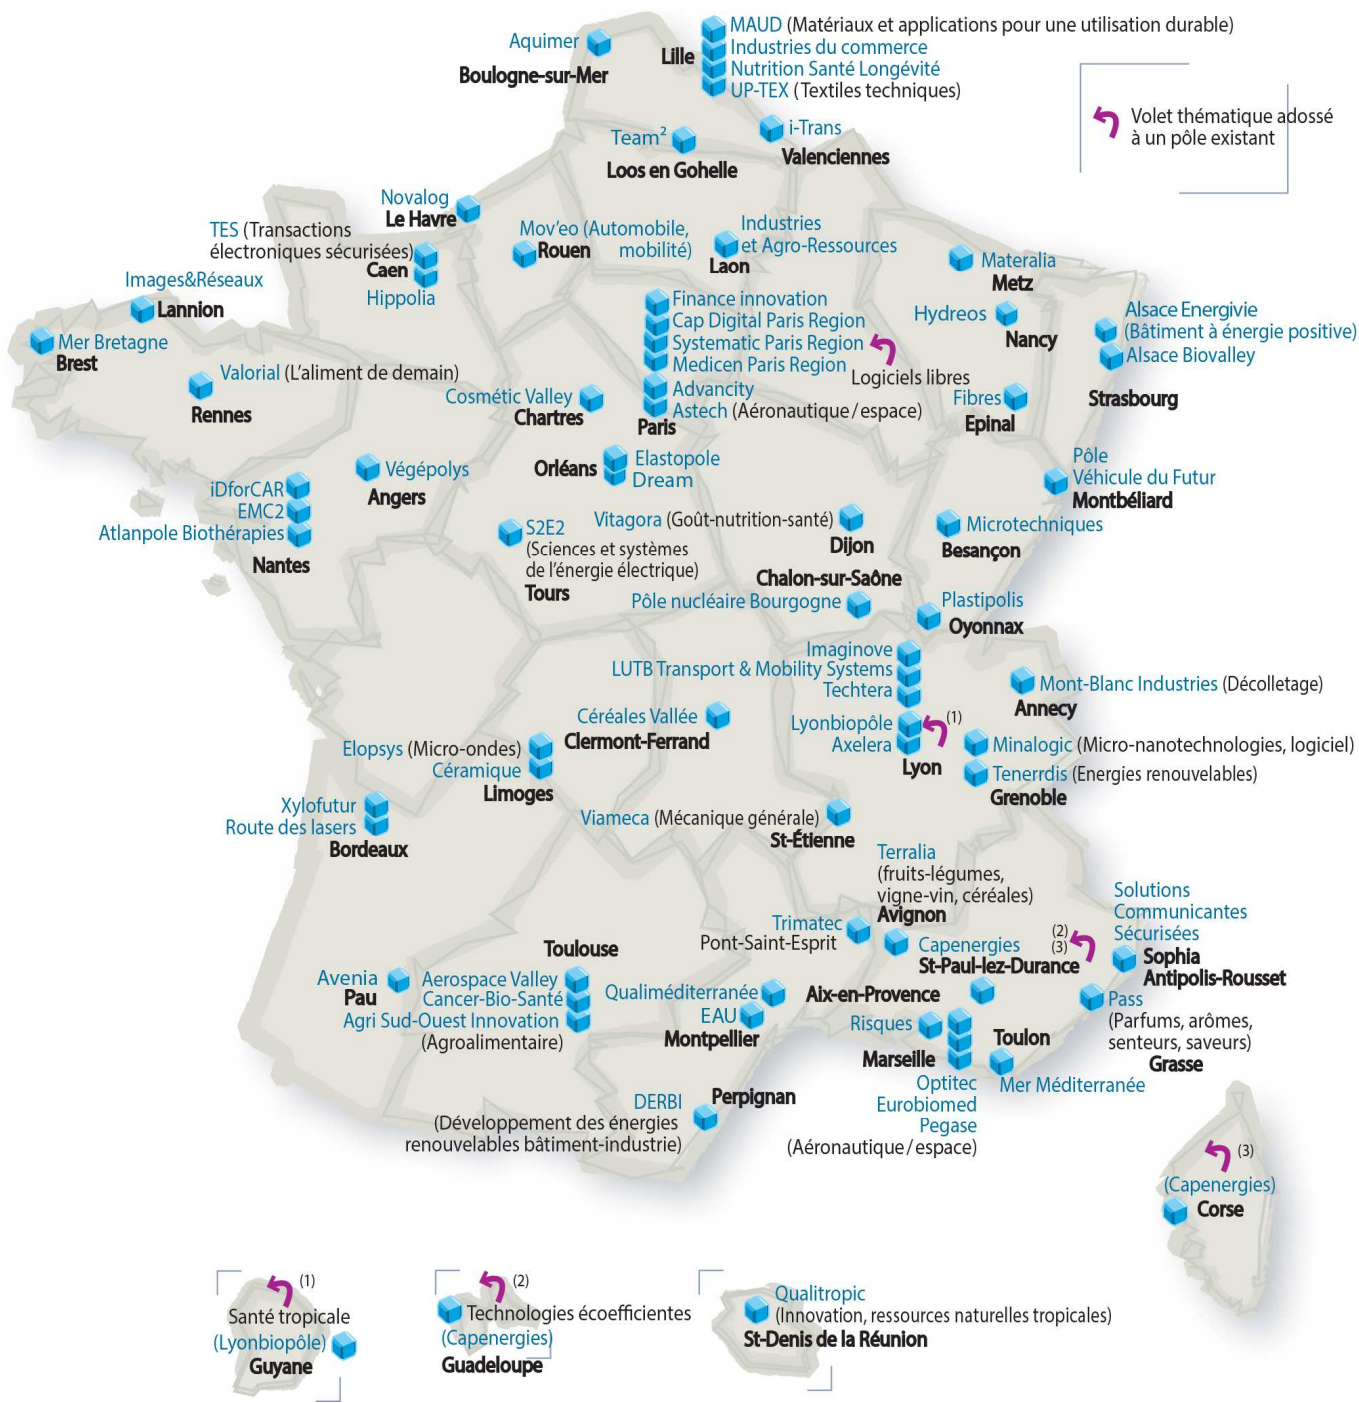 MAUD (Matériaux et applications pour une utilisation durable)
Industries du commerce
Nutrition Santé Longévité
UP-TEX (Textiles techniques)
Lille
Aquimer
Boulogne-sur-Mer
Volet thématique adossé
à un pôle existant
Team²
Loos en Gohelle
i-Trans
Valenciennes
Novalog
Le Havre
TES (Transactions
électroniques sécurisées)
Caen
Hippolia
Mov'eo (Automobile,
mobilité)
Rouen
Industries
et Agro-Ressources
Laon
Materalia
Metz
Images&Réseaux
Lannion
Mer Bretagne
Brest
Valorial (L'aliment de demain)
Rennes
Finance innovation
Cap Digital Paris Region
Systematic Paris Region
Medicen Paris Region
Logiciels libres
Advancity
Astech (Aéronautique/espace)
Paris
Hydreos
Nancy
Alsace Energivie
(Bâtiment à énergie positive)
Alsace Biovalley
Strasbourg
Cosmétic Valley
Chartres
Fibres
Epinal
Orléans
Elastopole
Dream
Végépolys
Angers
iDforCAR
EMC2
Atlanpole Biothérapies
Nantes
Pôle
Véhicule du Futur
Montbéliard
S2E2
(Sciences et systèmes
de l'énergie électrique)
Tours
Vitagora (Goût-nutrition-santé)
Dijon
Microtechniques
Besançon
Chalon-sur-Saône
Pôle nucléaire Bourgogne
Plastipolis
Oyonnax
Imaginove
LUTB Transport & Mobility Systems
Techtera
Lyonbiopôle
(1)
Axelera
Lyon
Mont-Blanc Industries (Décolletage)
Annecy
Céréales Vallée
Clermont-Ferrand
Elopsys (Micro-ondes)
Céramique
Limoges
Minalogic (Micro-nanotechnologies, logiciel)
Tenerrdis (Energies renouvelables)
Grenoble
Xylofutur
Route des lasers
Bordeaux
Viameca (Mécanique générale)
St-Étienne
Terralia
(fruits-légumes,
vigne-vin, céréales)
Avignon
Trimatec
Pont-Saint-Esprit
Capenergies
(2)
(3)
St-Paul-lez-Durance
Solutions
Communicantes
Sécurisées
Sophia
Antipolis-Rousset
Toulouse
Aerospace Valley
Cancer-Bio-Santé
Agri Sud-Ouest Innovation
(Agroalimentaire)
Avenia
Pau
Qualiméditerranée
EAU
Montpellier
Aix-en-Provence
Risques
Marseille
Optitec
Eurobiomed
Pegase
(Aéronautique/espace)
Toulon
Mer Méditerranée
Pass
(Parfums, arômes,
senteurs, saveurs)
Grasse
DERBI
(Développement des énergies
renouvelables bâtiment-industrie)
Perpignan
(3)
(Capenergies)
Corse
(1)
Santé tropicale
(Lyonbiopôle)
Guyane
(2)
Technologies écoefficientes
(Capenergies)
Guadeloupe
Qualitropic
(Innovation, ressources naturelles tropicales)
St-Denis de la Réunion